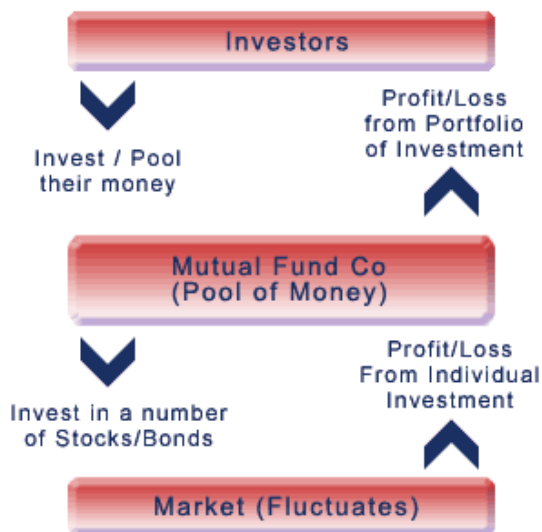 Investors
Invest / Pool
their money
Profit/Loss
from Portfolio
of Investment
Mutual Fund Co
(Pool of Money)
Invest in a number
of Stocks/Bonds
Profit/Loss
From Individual
Investment
Market (Fluctuates)